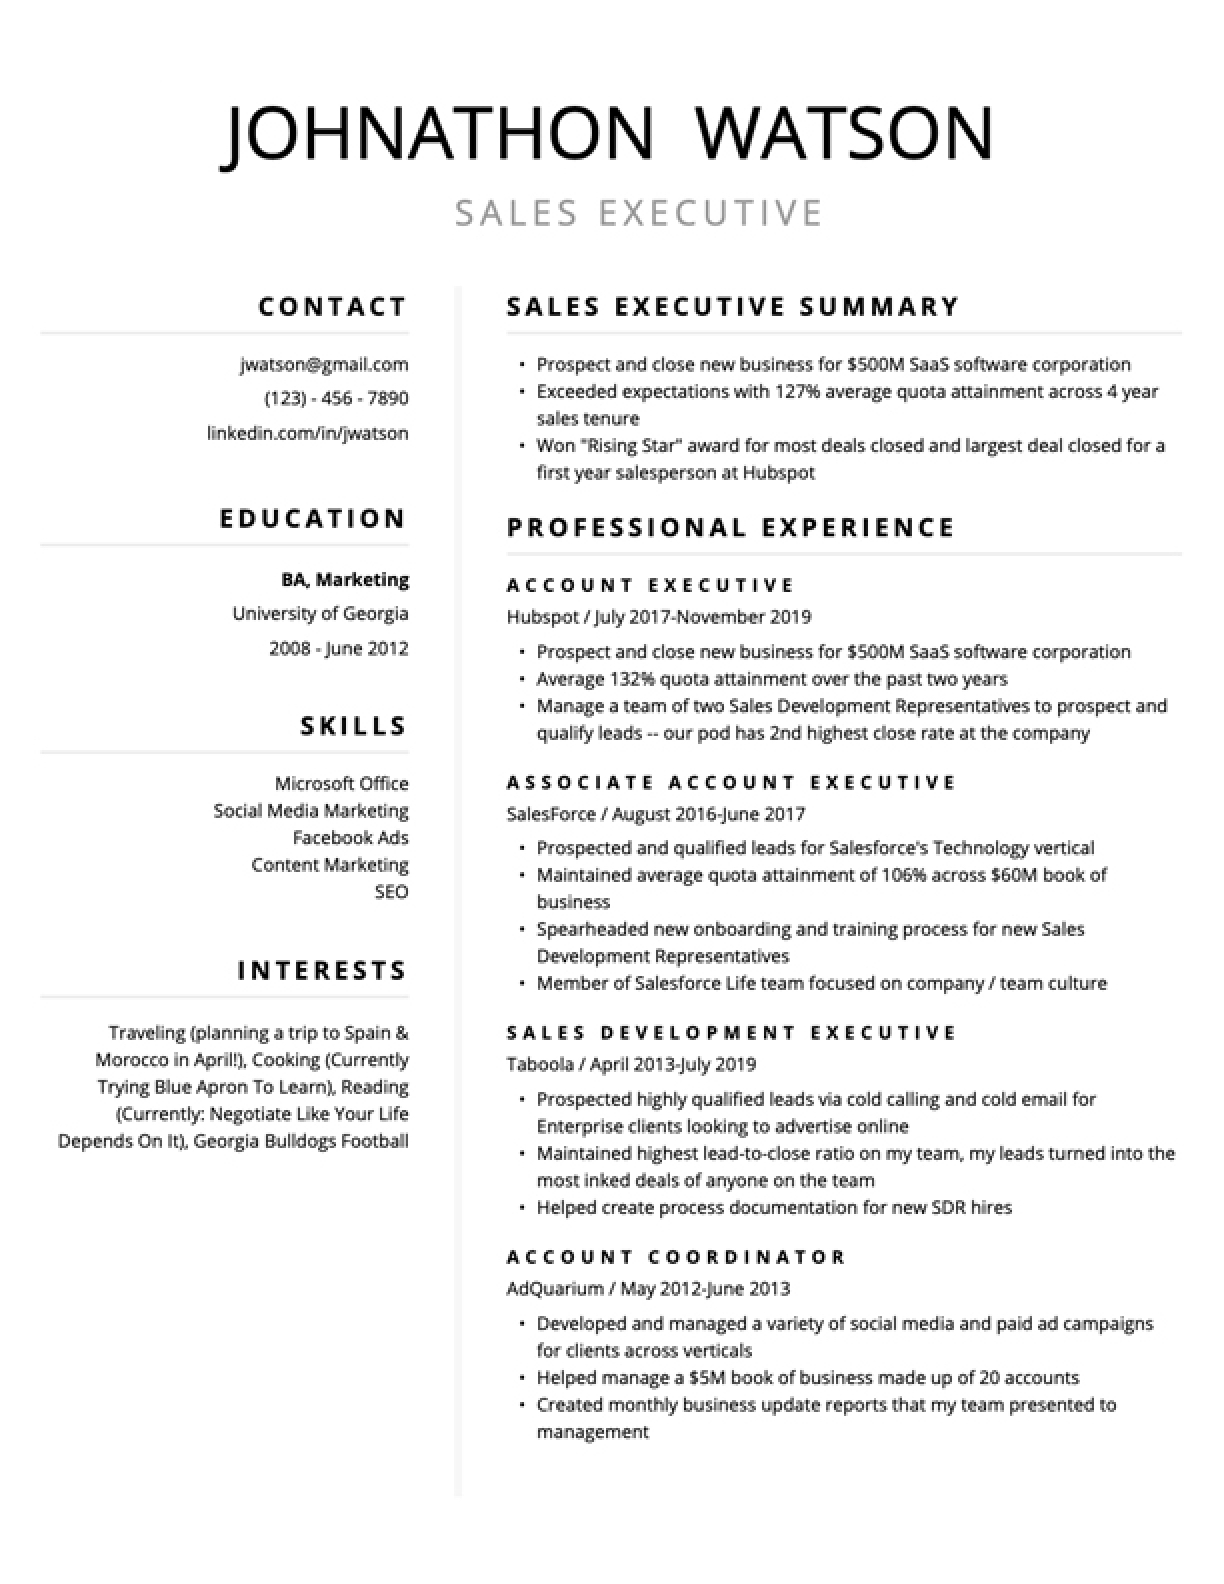 JOHNATHON WATSON
SALES EXECUTIVE
CONTACT
jwatson@gmail.com
(123) - 456 - 7890
linkedin.com/in/jwatson
EDUCATION
BA, Marketing
University of Georgia
2008 - June 2012
SKILLS
Microsoft Office
Social Media Marketing
Facebook Ads
Content Marketing
SEO
INTERESTS
Traveling (planning a trip to Spain &
Morocco in April!), Cooking (Currently
Trying Blue Apron To Learn), Reading
(Currently: Negotiate Like Your Life
Depends On It), Georgia Bulldogs Football
SALES EXECUTIVE SUMMARY
• Prospect and close new business for $500M SaaS software corporation
• Exceeded expectations with 127% average quota attainment across 4 year
sales tenure
• Won "Rising Star" award for most deals closed and largest deal closed for a
first year salesperson at Hubspot
PROFESSIONAL EXPERIENCE
ACCOUNT EXECUTIVE
Hubspot / July 2017-November 2019
• Prospect and close new business for $500M SaaS software corporation
• Average 132% quota attainment over the past two years
• Manage a team of two Sales Development Representatives to prospect and
qualify leads -- our pod has 2nd highest close rate at the company
ASSOCIATE ACCOUNT EXECUTIVE
SalesForce / August 2016-June 2017
• Prospected and qualified leads for Salesforce's Technology vertical
• Maintained average quota attainment of 106% across $60M book of
business
• Spearheaded new onboarding and training process for new Sales
Development Representatives
• Member of Salesforce Life team focused on company / team culture
SALES DEVELOPMENT EXECUTIVE
Taboola / April 2013-July 2019
• Prospected highly qualified leads via cold calling and cold email for
Enterprise clients looking to advertise online
• Maintained highest lead-to-close ratio on my team, my leads turned into the
most inked deals of anyone on the team
• Helped create process documentation for new SDR hires
ACCOUNT COORDINATOR
AdQuarium / May 2012-June 2013
• Developed and managed a variety of social media and paid ad campaigns
for clients across verticals
• Helped manage a $5M book of business made up of 20 accounts
• Created monthly business update reports that my team presented to
management